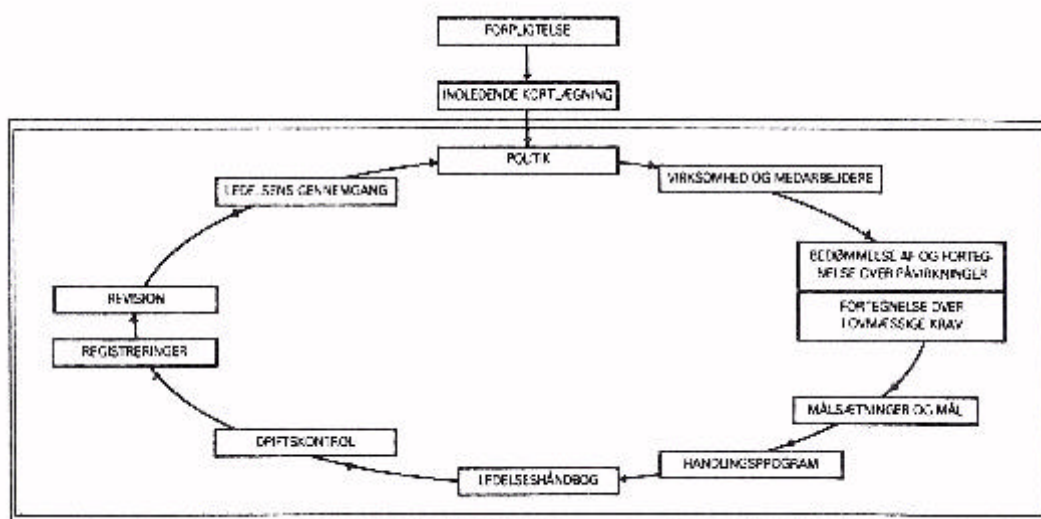 FORPLIGTELSE
INDLEDENDE KORTLÆGNING
POLITIK
VIRKSOMHED OG MEDARBEJDERE
LEDELSENS GENNEMGANG
BEDØMMELSE AF OG FORTEG-
NELSE OVER PÅVIRKNINGER
FORTEGNELSE OVER
LOVMÆSSIGE KRAV
REVISION
REGISTRERINGER
MÅLSÆTNINGER OG MÅL
DRIFTSKONTROL
HANDLINGSPROGRAM
LEDELSESHÅNDBOG